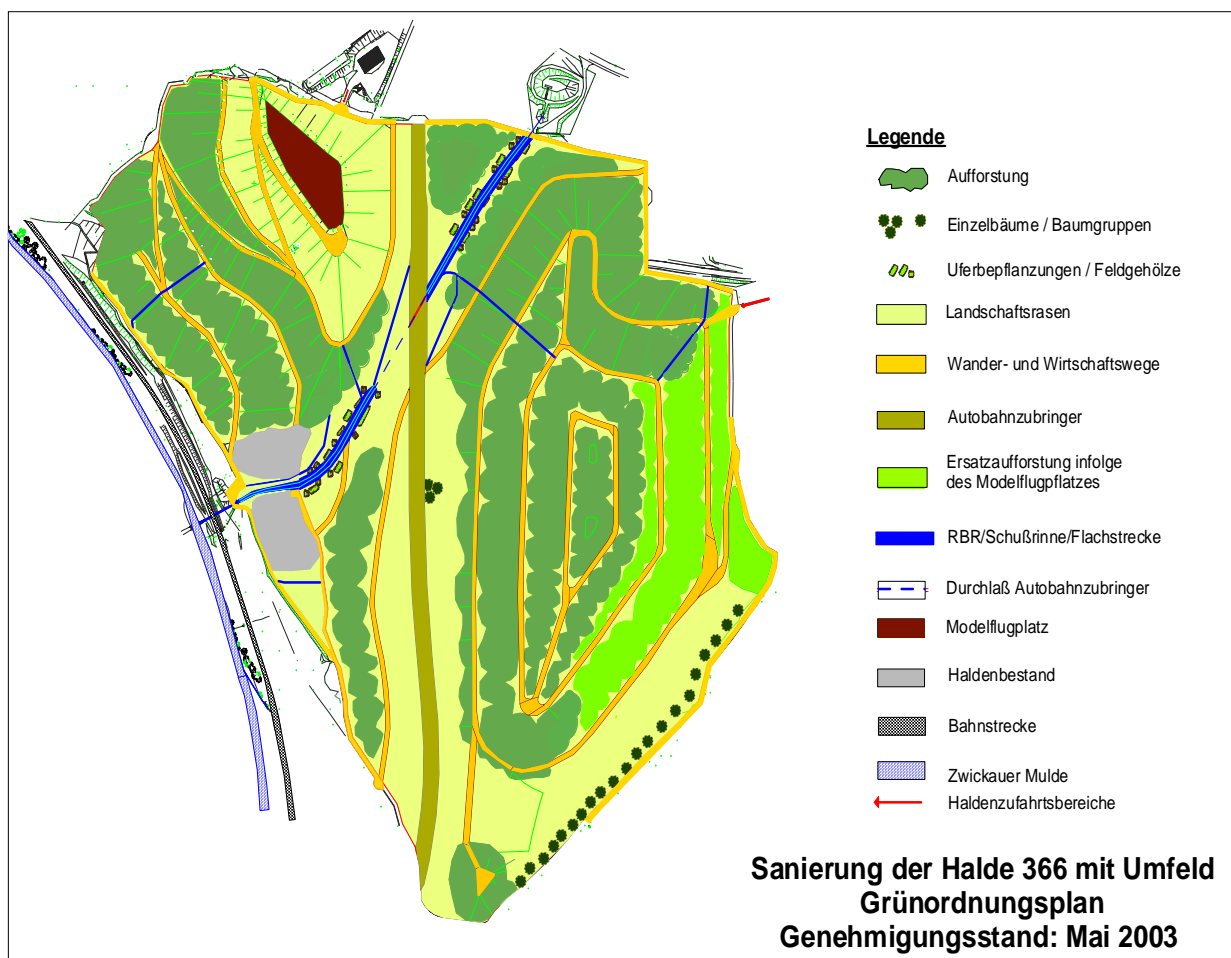 Legende
Aufforstung
Einzelbäume / Baumgruppen
Uferbepflanzungen / Feldgehölze
Landschaftsrasen
Wander- und Wirtschaftswege
Autobahnzubringer
Ersatzaufforstung infolge
des Modelflugpflatzes
RBR/Schußrinne/Flachstrecke
Durchlaß Autobahnzubringer
Modelflugplatz
Haldenbestand
Bahnstrecke
Zwickauer Mulde
Haldenzufahrtsbereiche
Sanierung der Halde 366 mit Umfeld
Grünordnungsplan
Genehmigungsstand: Mai 2003